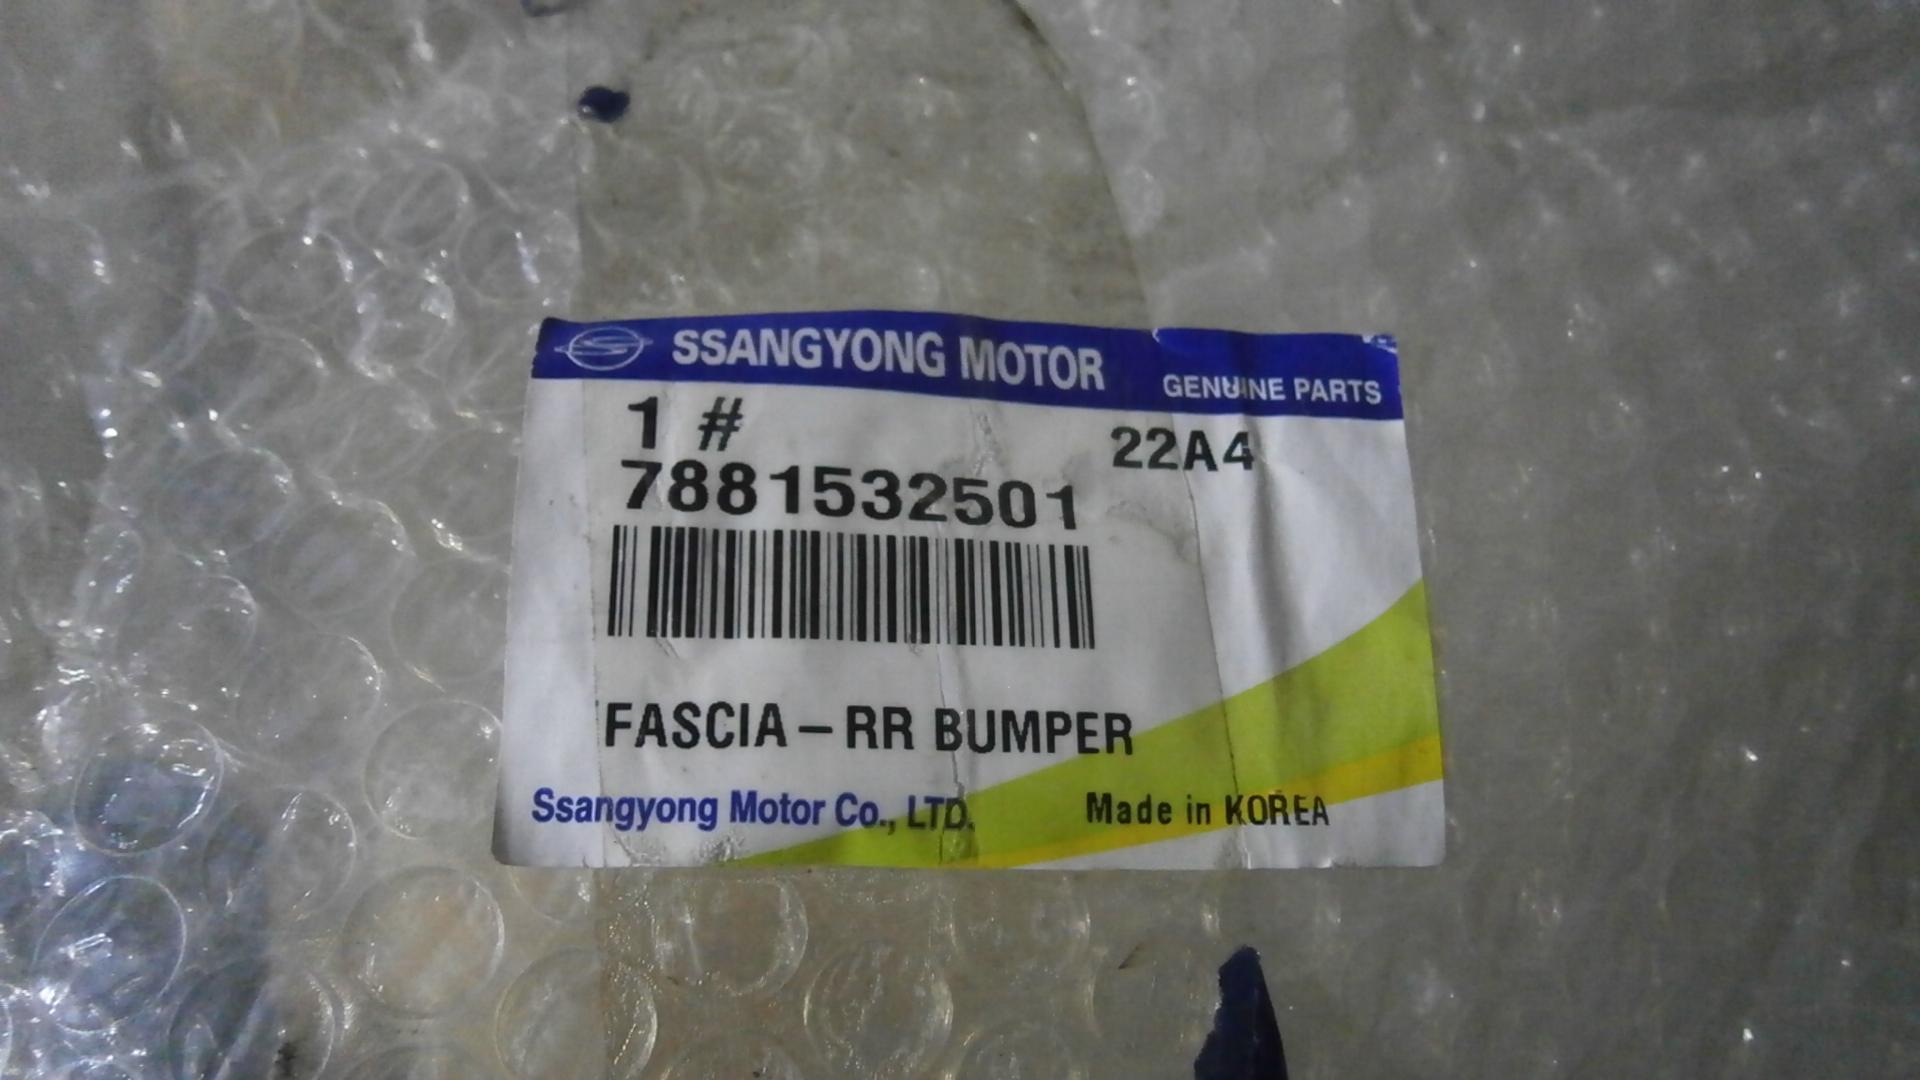 SSANGYONG MOTOR GENUINE PARTS
1 # 22A4
7881532501
FASCIA-RR BUMPER
Ssangyong Motor Co., LTD. Made in KOREA